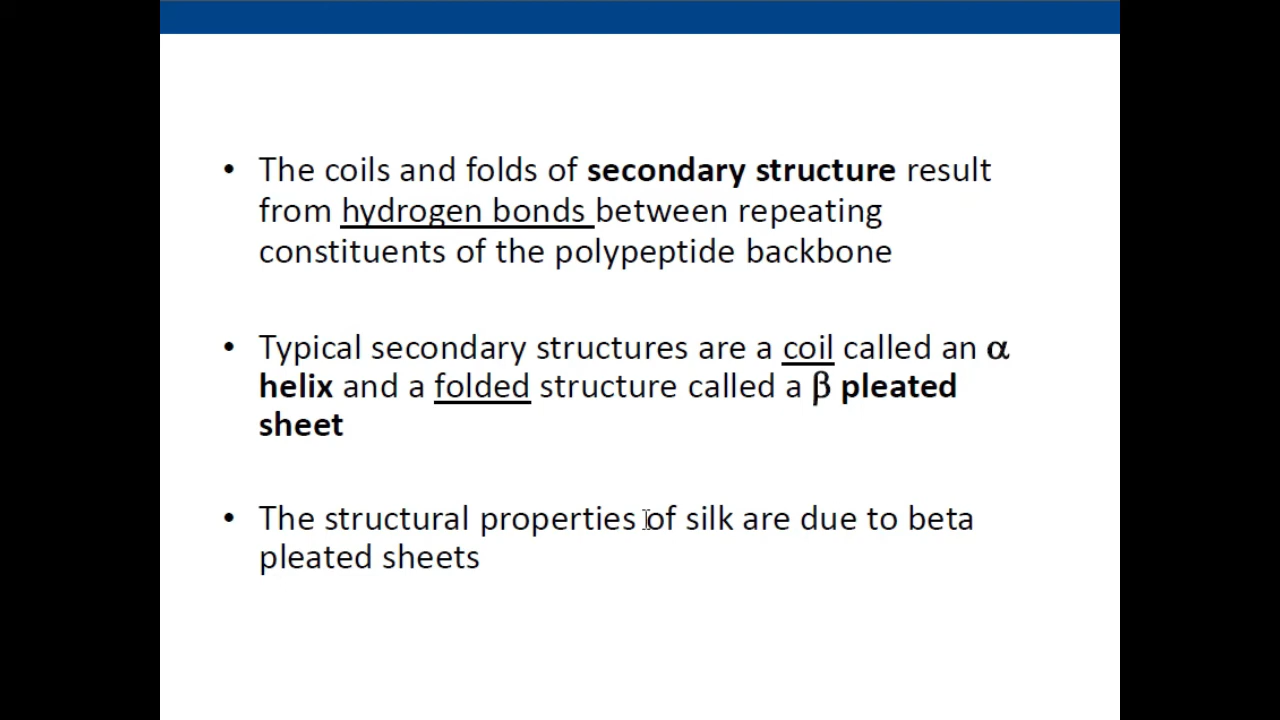 • The coils and folds of secondary structure result
from hydrogen bonds between repeating
constituents of the polypeptide backbone
• Typical secondary structures are a coil called an α
helix and a folded structure called a β pleated
sheet
• The structural properties of silk are due to beta
pleated sheets